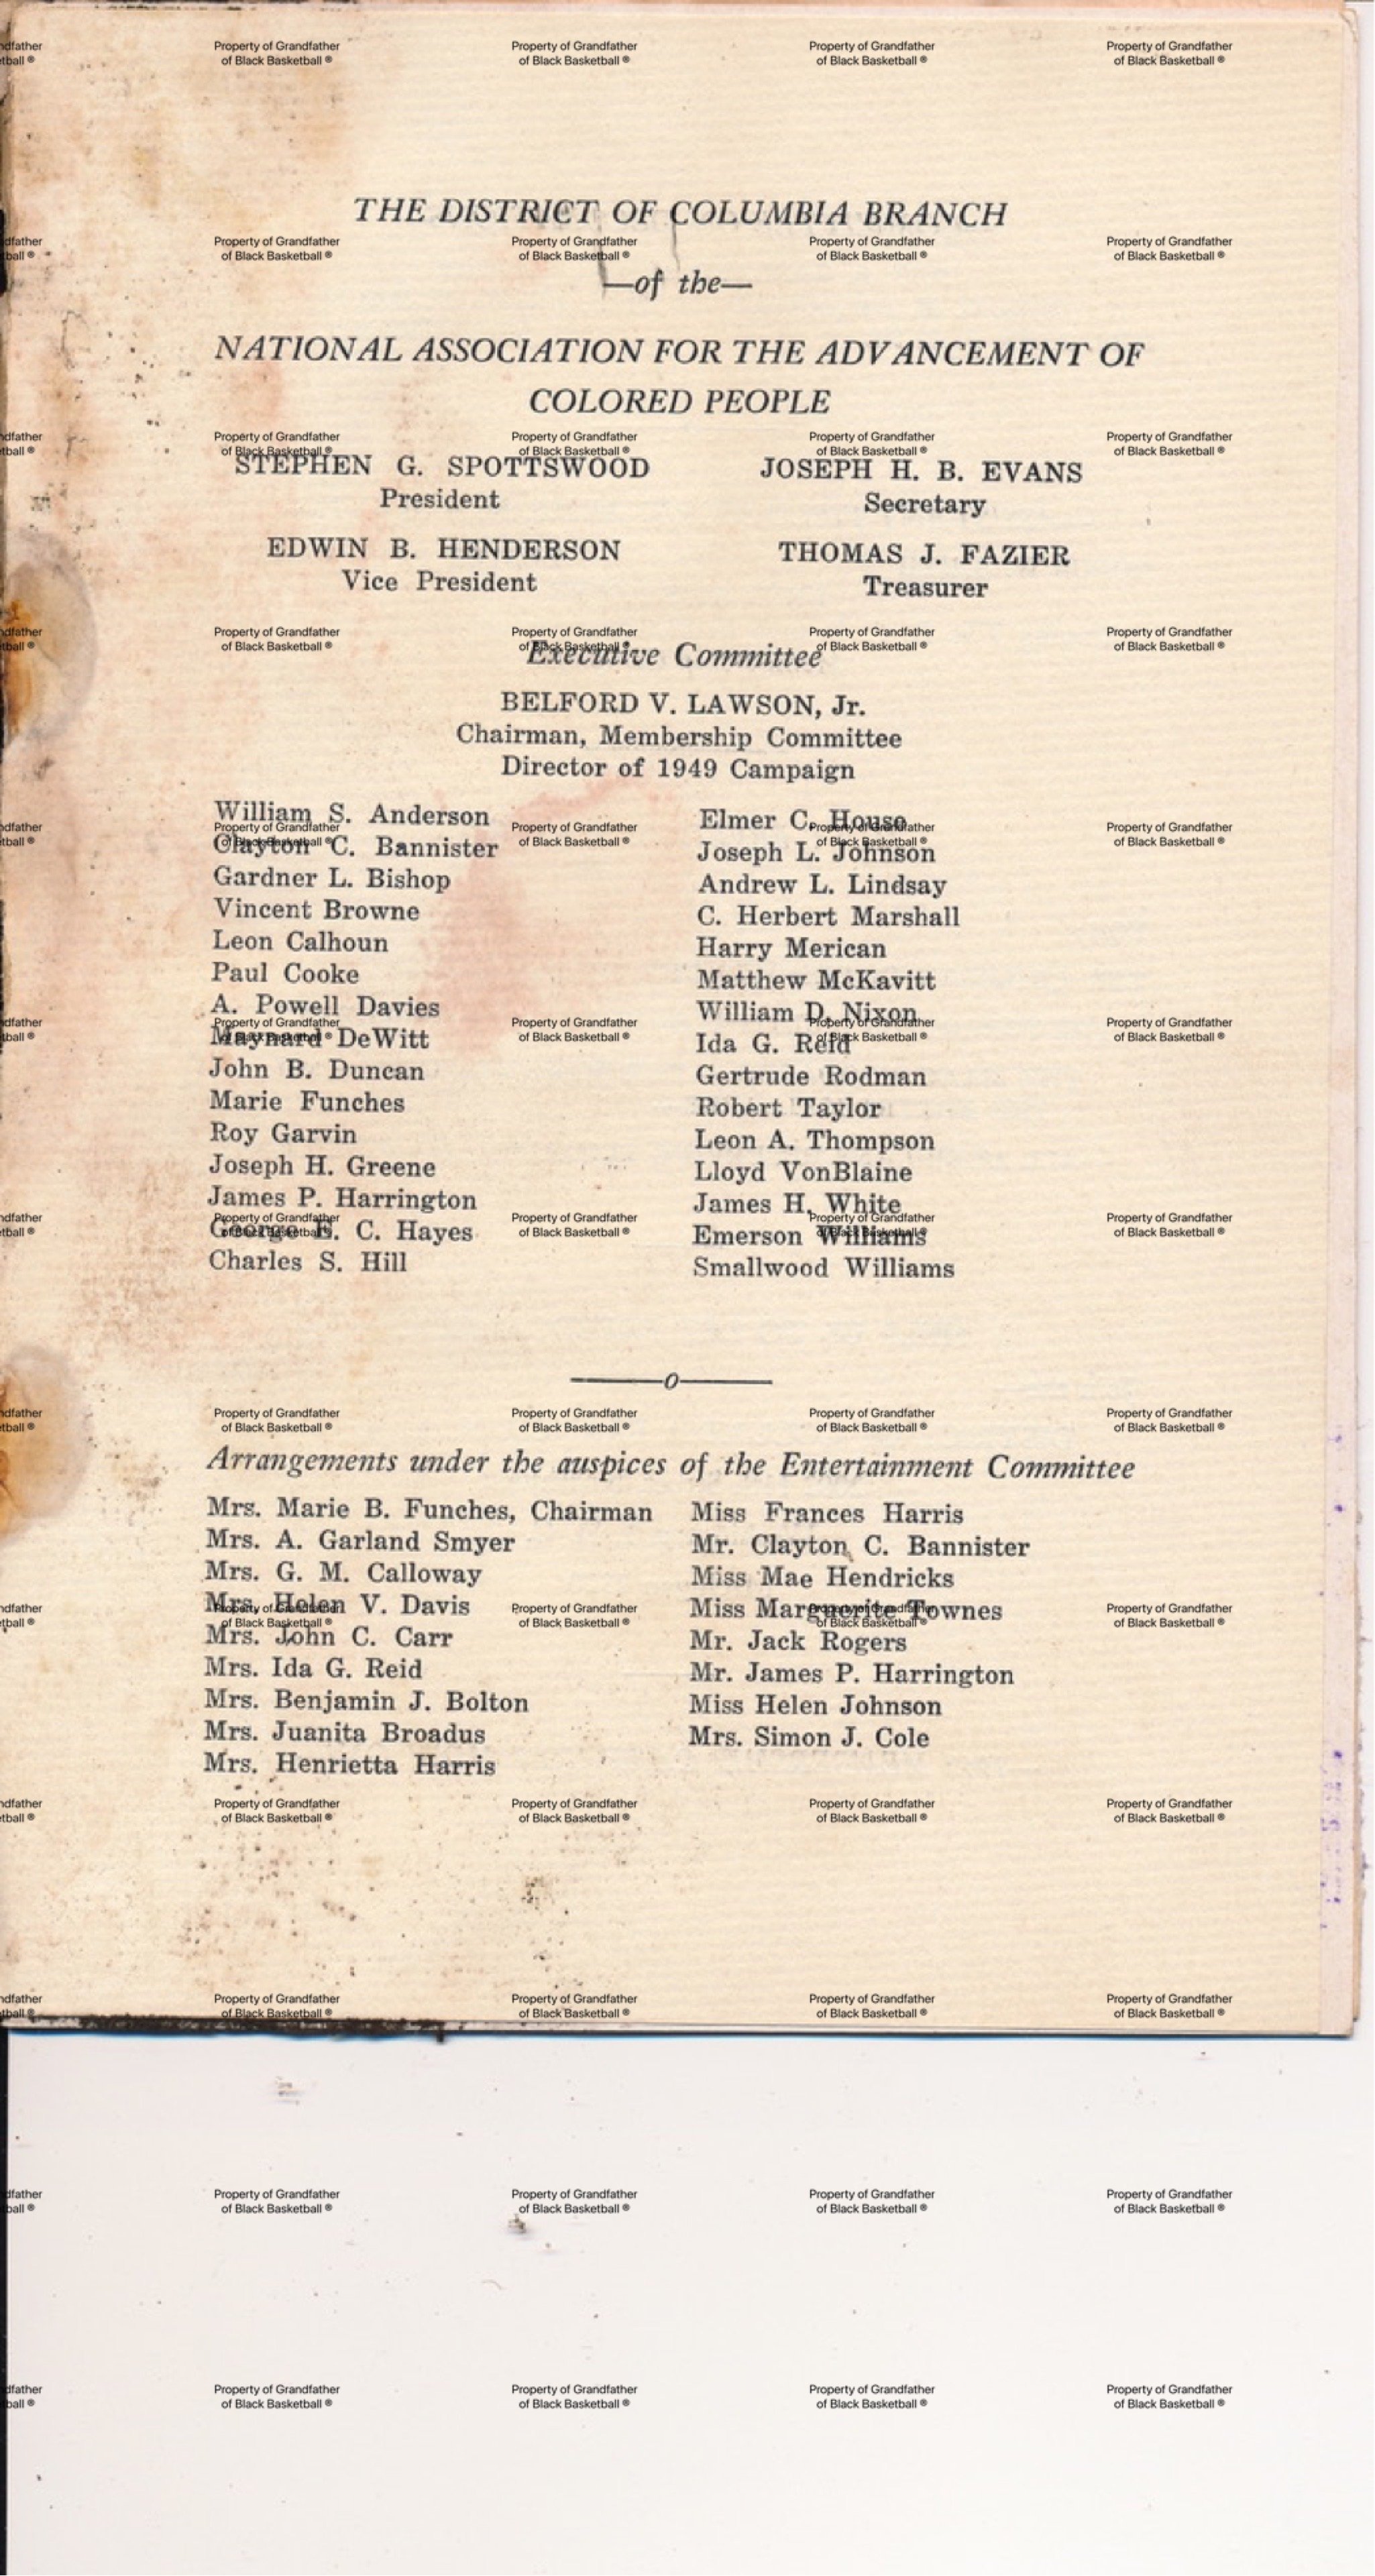 THE DISTRICT OF COLUMBIA BRANCH
—of the—
NATIONAL ASSOCIATION FOR THE ADVANCEMENT OF
COLORED PEOPLE
STEPHEN G. SPOTTSWOOD
President
EDWIN B. HENDERSON
Vice President
JOSEPH H. B. EVANS
Secretary
THOMAS J. FAZIER
Treasurer
Executive Committee
BELFORD V. LAWSON, Jr.
Chairman, Membership Committee
Director of 1949 Campaign
William S. Anderson
Clayton C. Bannister
Gardner L. Bishop
Vincent Browne
Leon Calhoun
Paul Cooke
A. Powell Davies
Maynard DeWitt
John B. Duncan
Marie Funches
Roy Garvin
Joseph H. Greene
James P. Harrington
George E. C. Hayes
Charles S. Hill
Elmer C. House
Joseph L. Johnson
Andrew L. Lindsay
C. Herbert Marshall
Harry Merican
Matthew McKavitt
William D. Nixon
Ida G. Reid
Gertrude Rodman
Robert Taylor
Leon A. Thompson
Lloyd VonBlaine
James H. White
Emerson Williams
Smallwood Williams
—o—
Arrangements under the auspices of the Entertainment Committee
Mrs. Marie B. Funches, Chairman
Mrs. A. Garland Smyer
Mrs. G. M. Calloway
Mrs. Helen V. Davis
Mrs. John C. Carr
Mrs. Ida G. Reid
Mrs. Benjamin J. Bolton
Mrs. Juanita Broadus
Mrs. Henrietta Harris
Miss Frances Harris
Mr. Clayton C. Bannister
Miss Mae Hendricks
Miss Marguerite Townes
Mr. Jack Rogers
Mr. James P. Harrington
Miss Helen Johnson
Mrs. Simon J. Cole
Property of Grandfather
of Black Basketball ®